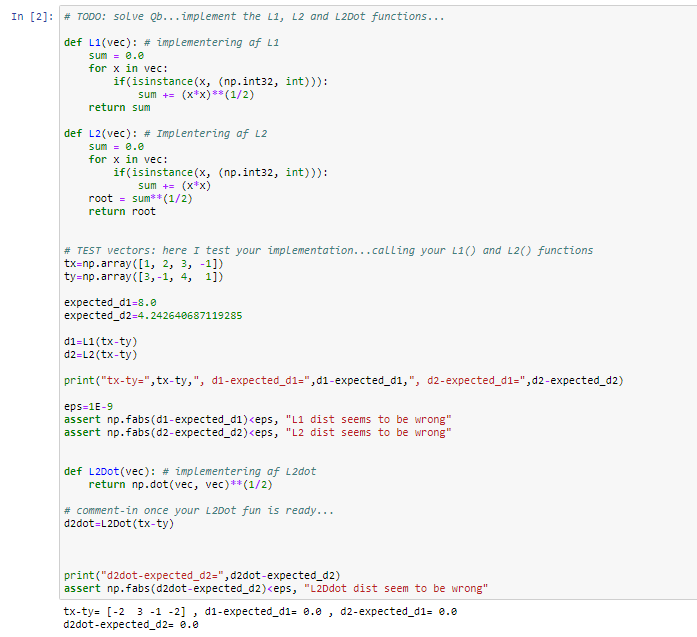 In [2]: # TODO: solve Qb...implement the L1, L2 and L2Dot functions...
def L1(vec): # implementering af L1
    sum = 0.0
    for x in vec:
        if(isinstance(x, (np.int32, int))):
            sum += (x*x)**(1/2)
    return sum
def L2(vec): # Implentering af L2
    sum = 0.0
    for x in vec:
        if(isinstance(x, (np.int32, int))):
            sum += (x*x)
    root = sum**(1/2)
    return root
# TEST vectors: here I test your implementation...calling your L1() and L2() functions
tx=np.array([1, 2, 3, -1])
ty=np.array([3,-1, 4,  1])
expected_d1=8.0
expected_d2=4.242640687119285
d1=L1(tx-ty)
d2=L2(tx-ty)
print("tx-ty=",tx-ty,", d1-expected_d1=",d1-expected_d1,", d2-expected_d1=",d2-expected_d2)
eps=1E-9
assert np.fabs(d1-expected_d1)<eps, "L1 dist seems to be wrong"
assert np.fabs(d2-expected_d2)<eps, "L2 dist seems to be wrong"
def L2Dot(vec): # implementering af L2dot
    return np.dot(vec, vec)**(1/2)
# comment-in once your L2Dot fun is ready...
d2dot=L2Dot(tx-ty)
print("d2dot-expected_d2=",d2dot-expected_d2)
assert np.fabs(d2dot-expected_d2)<eps, "L2Ddot dist seem to be wrong"
tx-ty= [-2  3 -1 -2] , d1-expected_d1= 0.0 , d2-expected_d1= 0.0
d2dot-expected_d2= 0.0